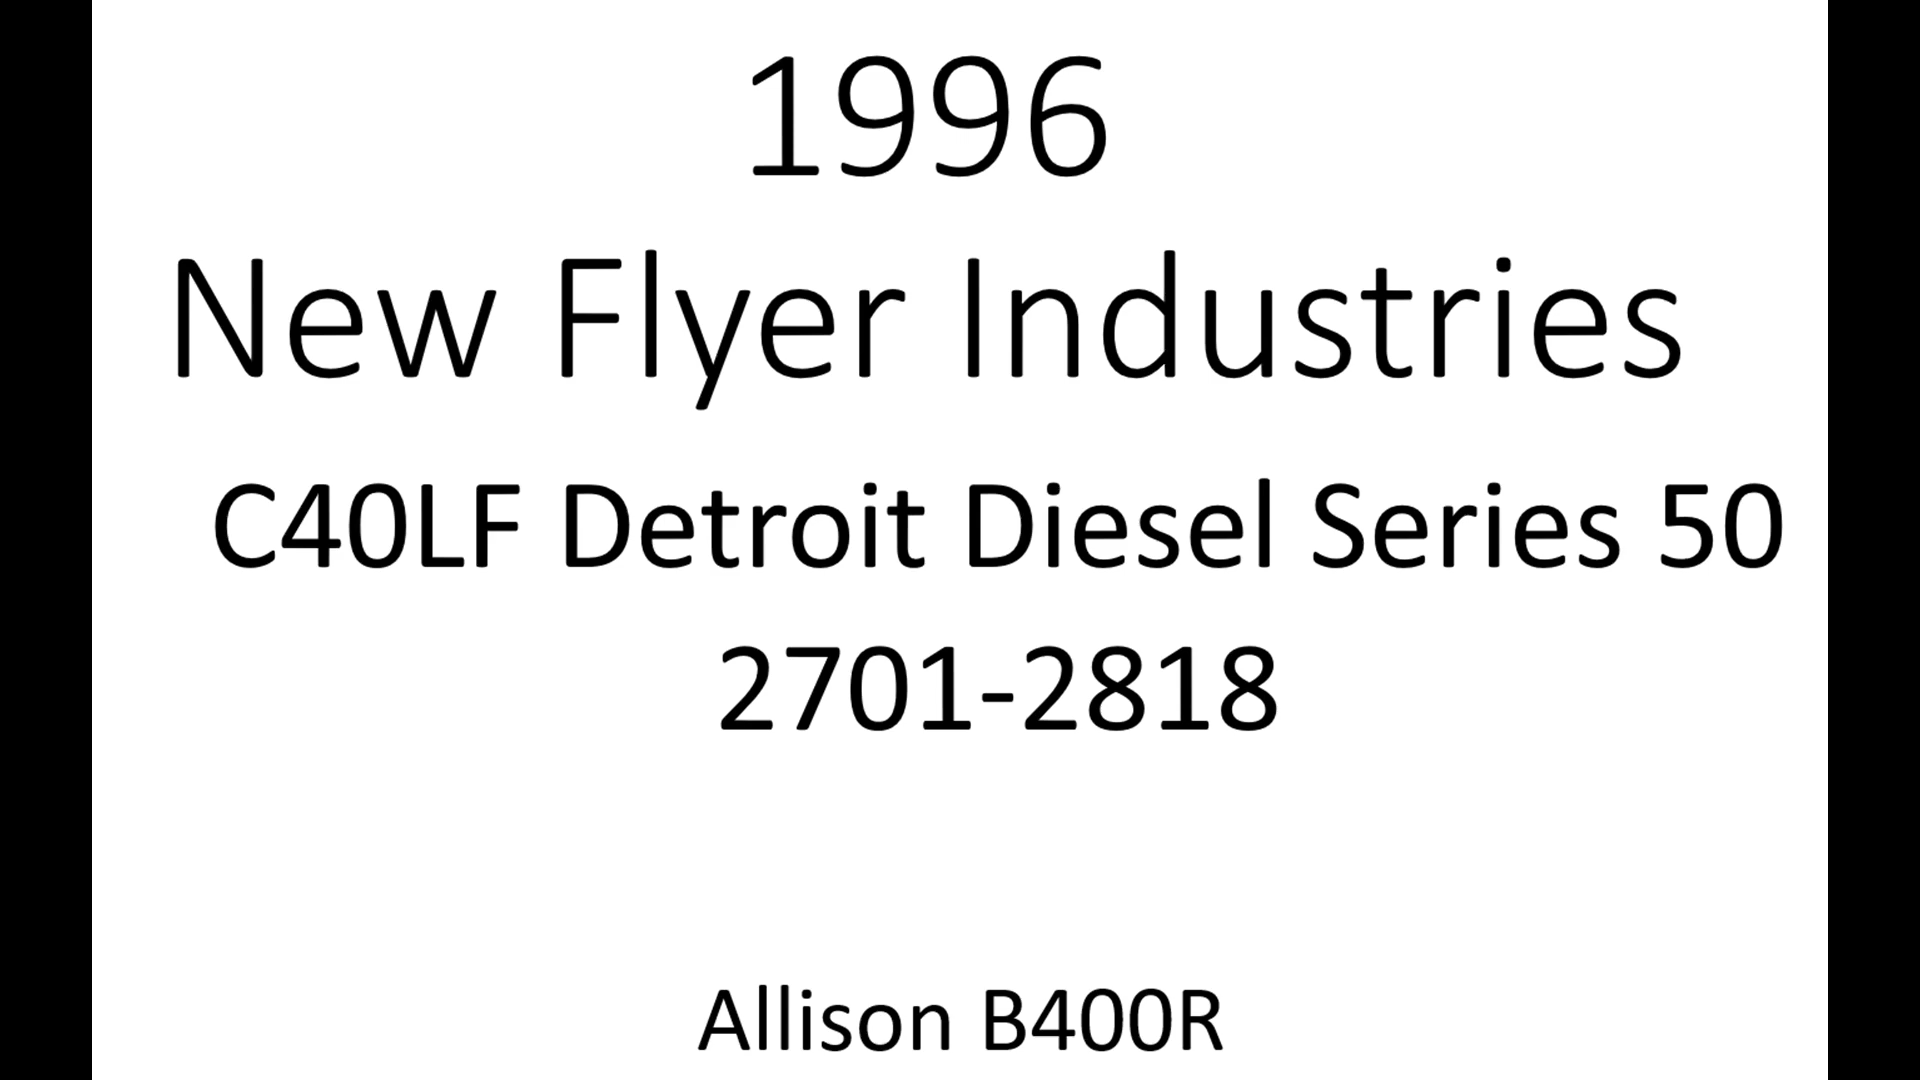 1996
New Flyer Industries
C40LF Detroit Diesel Series 50
2701-2818
Allison B400R